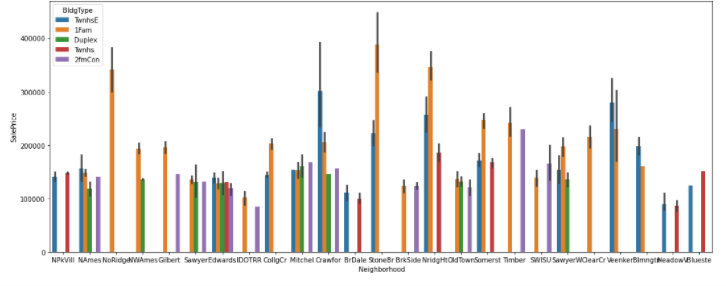 BldgType
TwnhsE
1Fam
Duplex
Twnhs
2fmCon
SalePrice
400000
300000
200000
100000
0
NPkVill NAmes NoRidge NWAmes Gilbert Sawyer Edwards IDOTRR CollgCr Mitchel Crawfor BrDale StoneBr BrkSide NridgHt OldTown Somerst Timber SWISU SawyerW ClearCr Veenker Blmngtn MeadowV Blueste
Neighborhood